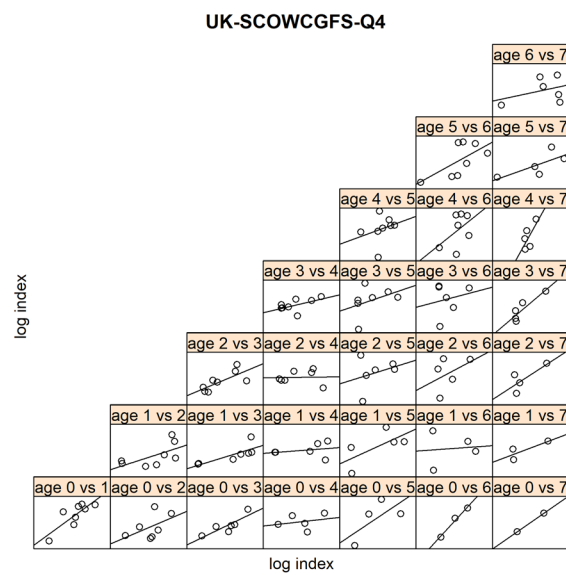 UK-SCOWCGFS-Q4
age 6 vs 7
age 5 vs 6 age 5 vs 7
age 4 vs 5 age 4 vs 6 age 4 vs 7
age 3 vs 4 age 3 vs 5 age 3 vs 6 age 3 vs 7
age 2 vs 3 age 2 vs 4 age 2 vs 5 age 2 vs 6 age 2 vs 7
age 1 vs 2 age 1 vs 3 age 1 vs 4 age 1 vs 5 age 1 vs 6 age 1 vs 7
age 0 vs 1 age 0 vs 2 age 0 vs 3 age 0 vs 4 age 0 vs 5 age 0 vs 6 age 0 vs 7
log index
log index